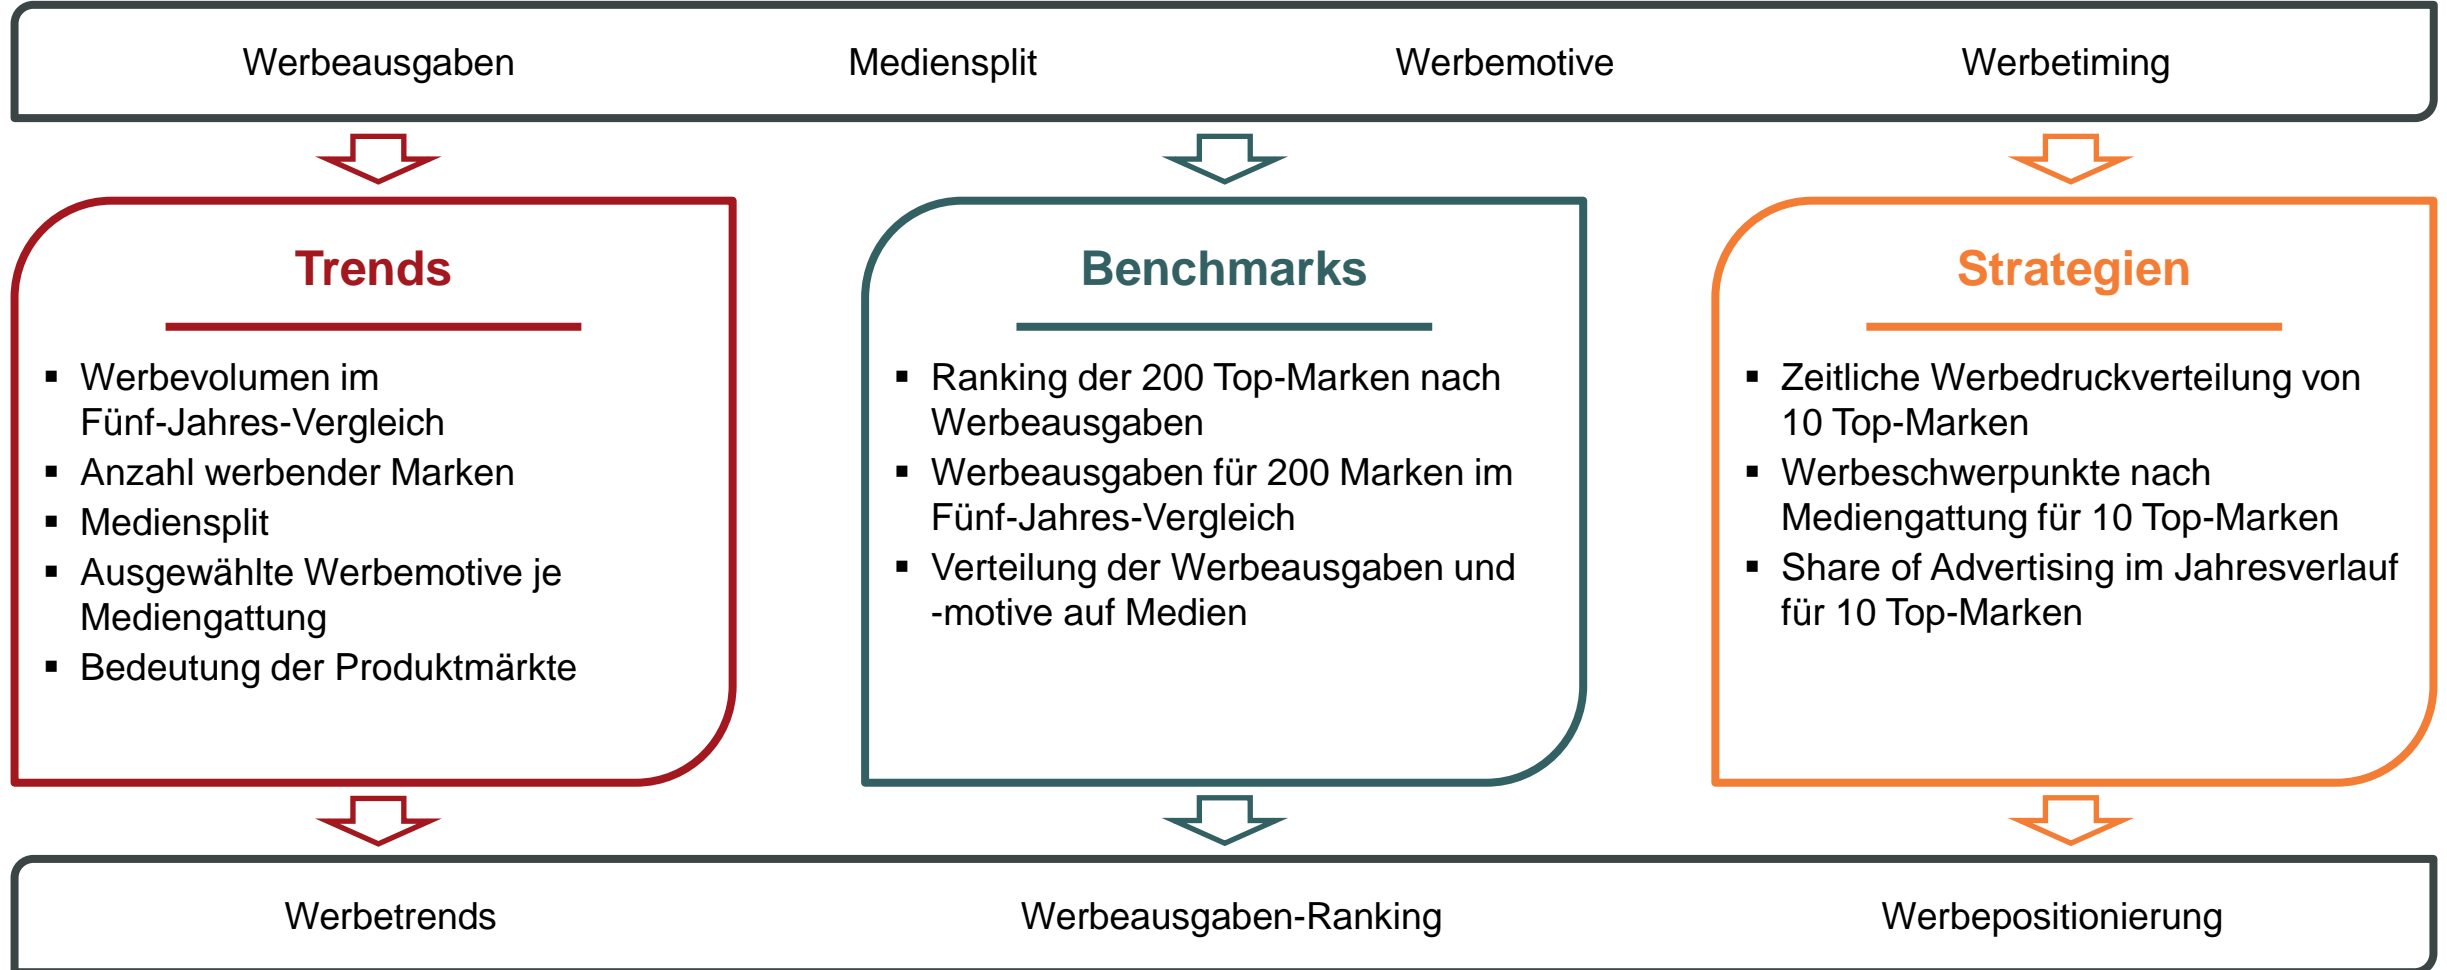 Werbeausgaben
Mediensplit
Werbemotive
Werbetiming
Trends
▪ Werbevolumen im
Fünf-Jahres-Vergleich
▪ Anzahl werbender Marken
▪ Mediensplit
▪ Ausgewählte Werbemotive je
Mediengattung
▪ Bedeutung der Produktmärkte
Benchmarks
▪ Ranking der 200 Top-Marken nach
Werbeausgaben
▪ Werbeausgaben für 200 Marken im
Fünf-Jahres-Vergleich
▪ Verteilung der Werbeausgaben und
-motive auf Medien
Strategien
▪ Zeitliche Werbedruckverteilung von
10 Top-Marken
▪ Werbeschwerpunkte nach
Mediengattung für 10 Top-Marken
▪ Share of Advertising im Jahresverlauf
für 10 Top-Marken
Werbetrends
Werbeausgaben-Ranking
Werbepositionierung